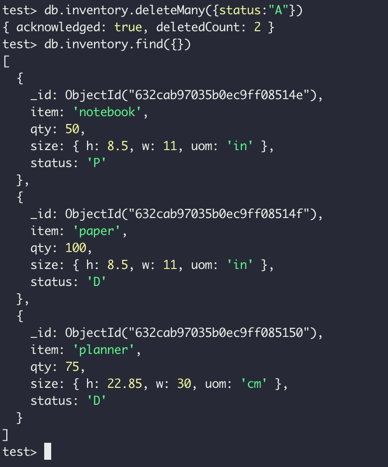 test> db.inventory.deleteMany({status:"A"})
{ acknowledged: true, deletedCount: 2 }
test> db.inventory.find({})
[
  {
    _id: ObjectId("632cab97035b0ec9ff08514e"),
    item: 'notebook',
    qty: 50,
    size: { h: 8.5, w: 11, uom: 'in' },
    status: 'P'
  },
  {
    _id: ObjectId("632cab97035b0ec9ff08514f"),
    item: 'paper',
    qty: 100,
    size: { h: 8.5, w: 11, uom: 'in' },
    status: 'D'
  },
  {
    _id: ObjectId("632cab97035b0ec9ff085150"),
    item: 'planner',
    qty: 75,
    size: { h: 22.85, w: 30, uom: 'cm' },
    status: 'D'
  }
]
test>